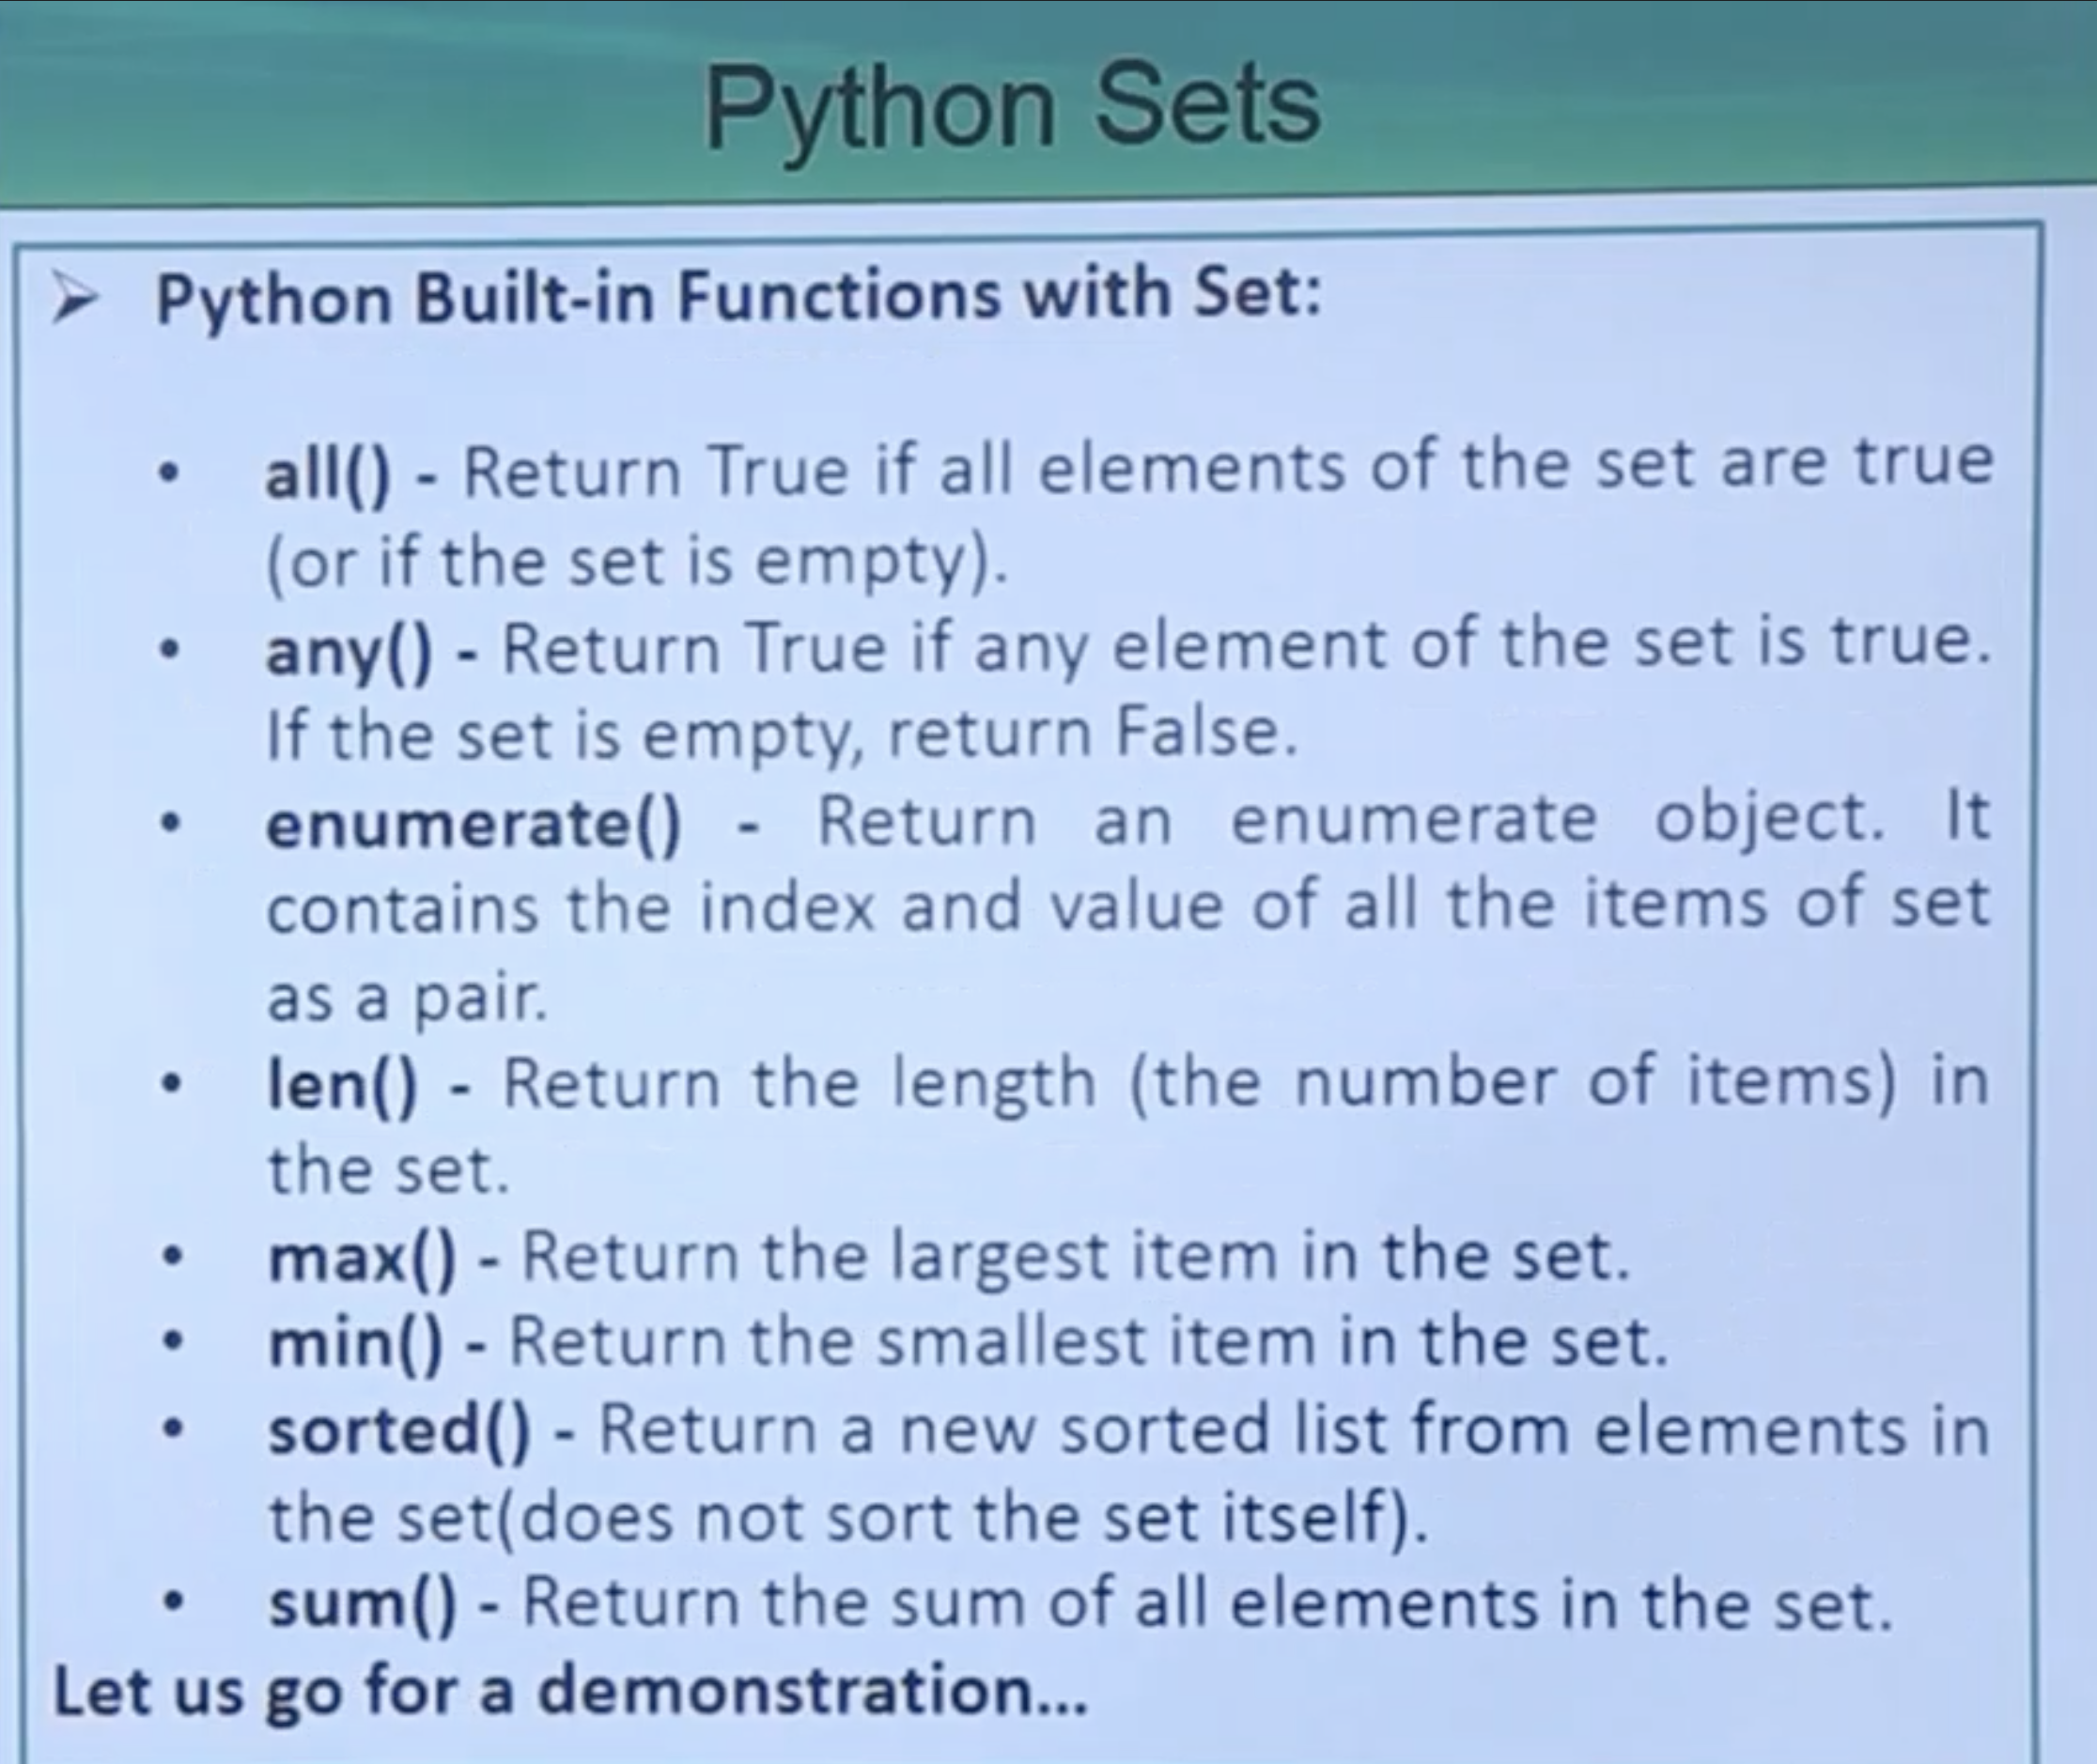 Python Sets
➢ Python Built-in Functions with Set:
• all() - Return True if all elements of the set are true
(or if the set is empty).
• any() - Return True if any element of the set is true.
If the set is empty, return False.
• enumerate() - Return an enumerate object. It
contains the index and value of all the items of set
as a pair.
• len() - Return the length (the number of items) in
the set.
• max() - Return the largest item in the set.
• min() - Return the smallest item in the set.
• sorted() - Return a new sorted list from elements in
the set(does not sort the set itself).
• sum() - Return the sum of all elements in the set.
Let us go for a demonstration...